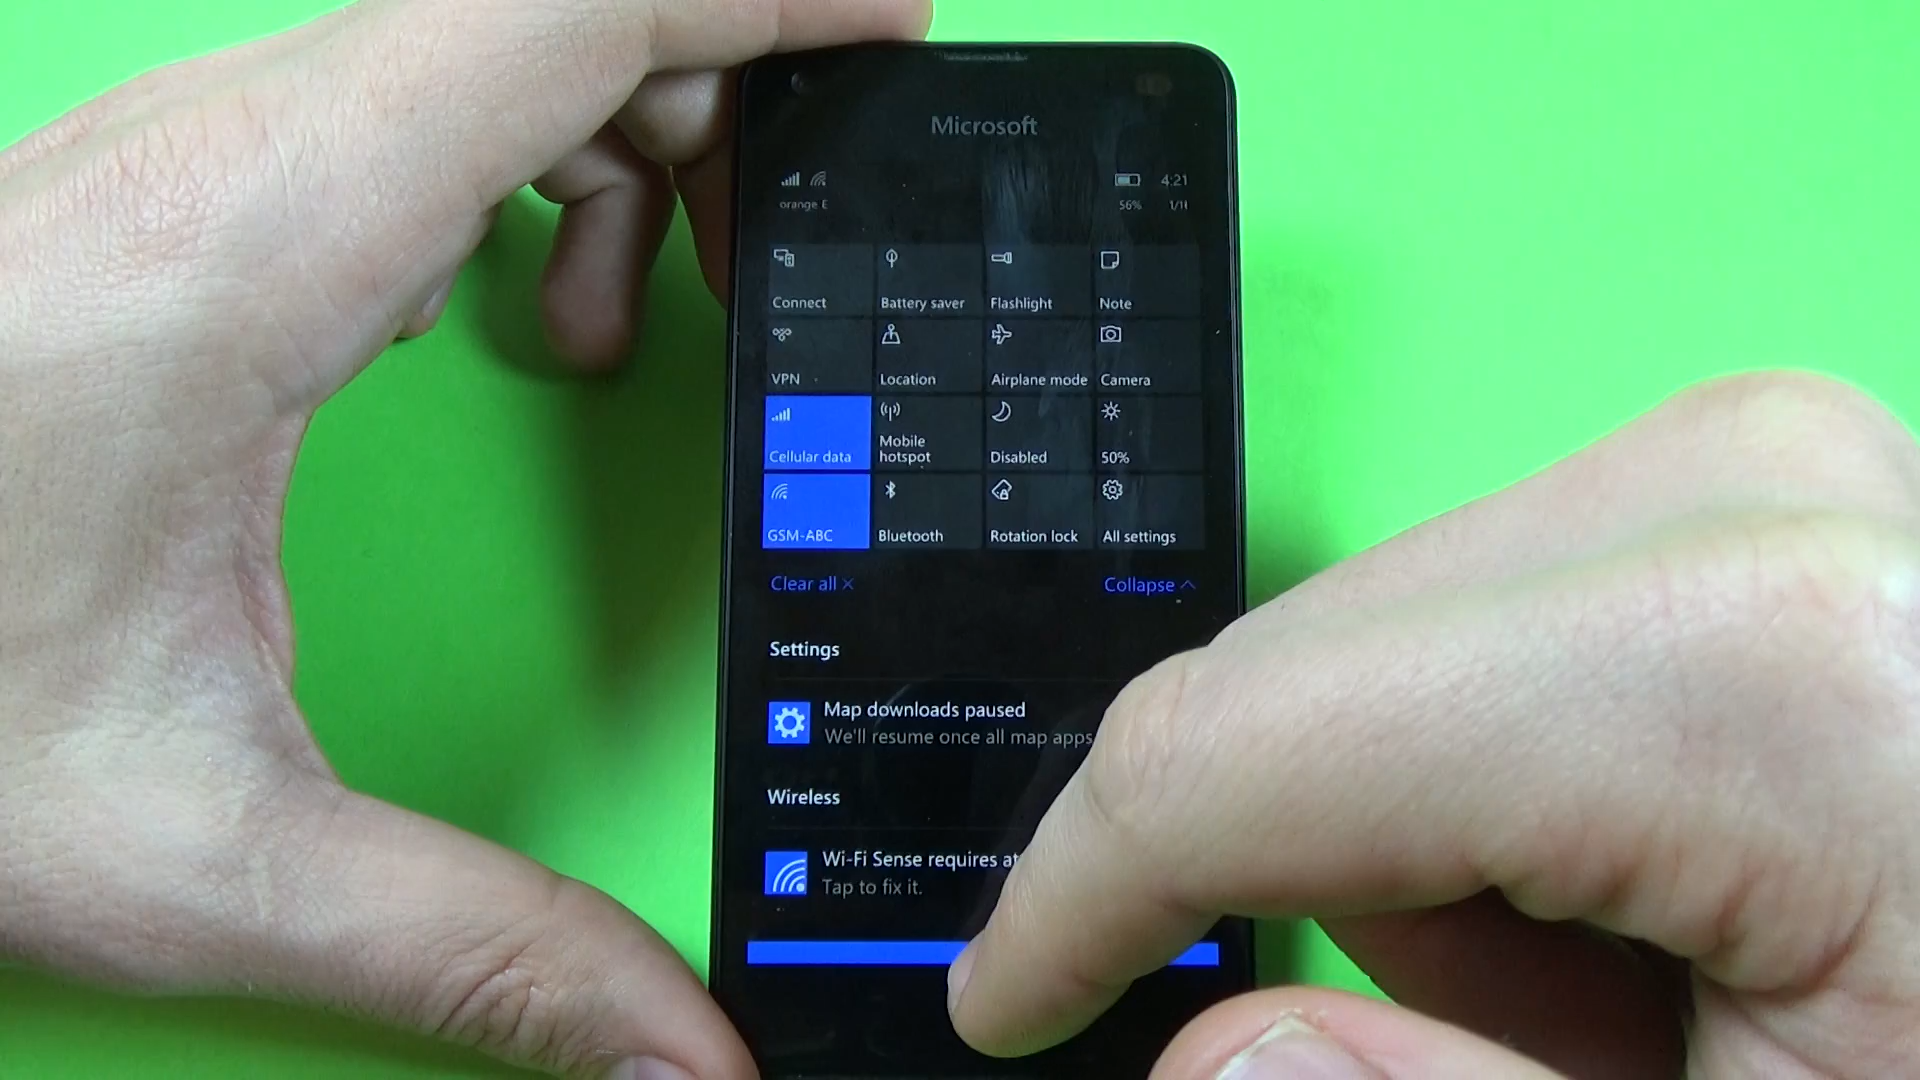 Microsoft
4:21
orange E
56%
Connect
Battery saver
Flashlight
Note
VPN
Location
Airplane mode
Camera
Cellular data
Mobile
hotspot
Disabled
50%
GSM-ABC
Bluetooth
Rotation lock
All settings
Clear all
Collapse
Settings
Map downloads paused
We'll resume once all map apps
Wireless
Wi-Fi Sense requires
Tap to fix it.